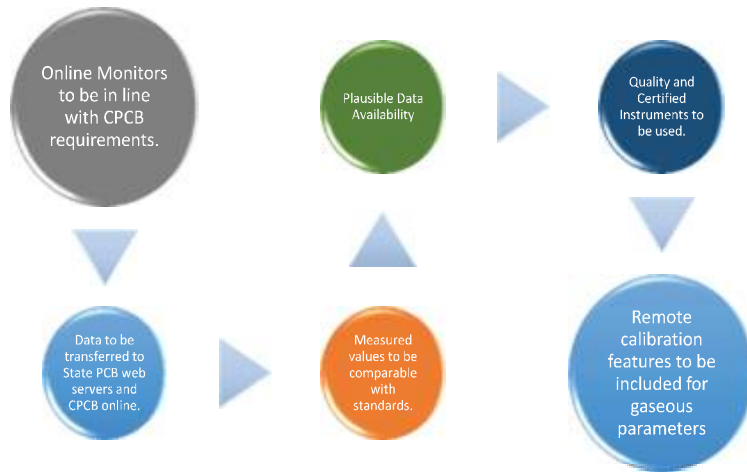 Online Monitors
to be in line
with CPCB
requirements.
Data to be
transferred to
State PCB web
servers and
CPCB online.
Measured
values to be
comparable
with
standards.
Plausible Data
Availability
Quality and
Certified
Instruments to
be used.
Remote
calibration
features to be
included for
gaseous
parameters